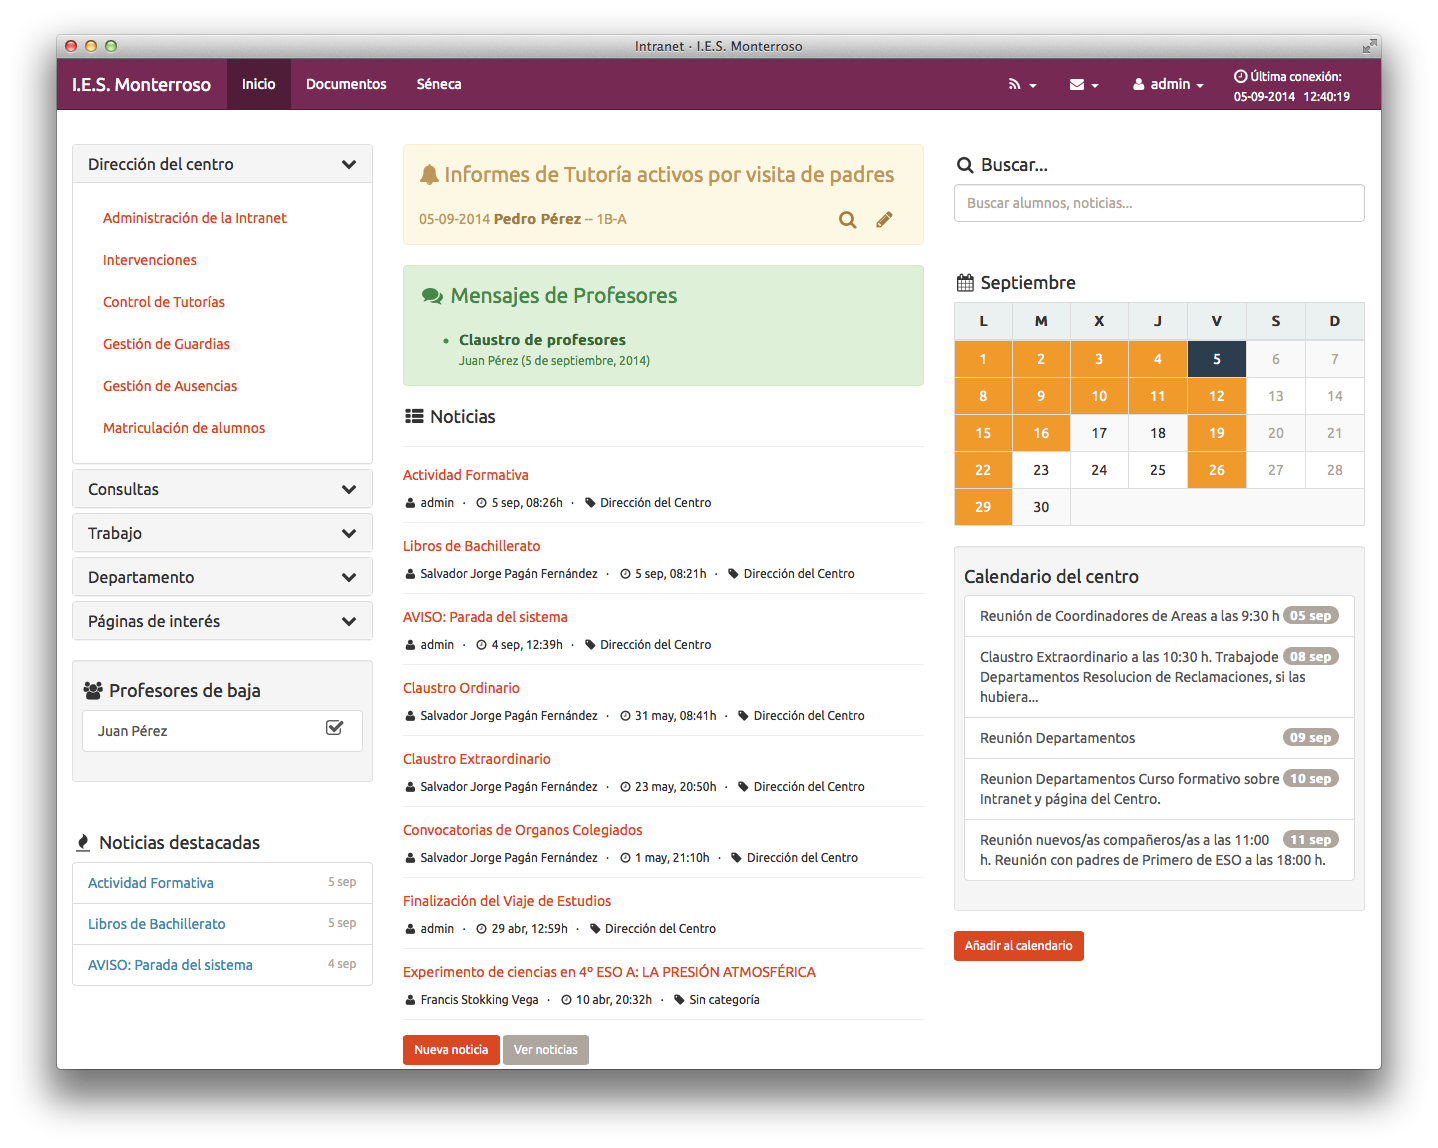 Intranet · I.E.S. Monterroso
I.E.S. Monterroso
Inicio
Documentos
Séneca
admin
Última conexión:
05-09-2014 12:40:19
Dirección del centro
Administración de la Intranet
Intervenciones
Control de Tutorías
Gestión de Guardias
Gestión de Ausencias
Matriculación de alumnos
Consultas
Trabajo
Departamento
Páginas de interés
Profesores de baja
Juan Pérez
Noticias destacadas
Actividad Formativa 5 sep
Libros de Bachillerato 5 sep
AVISO: Parada del sistema 4 sep
Informes de Tutoría activos por visita de padres
05-09-2014 Pedro Pérez -- 1B-A
Mensajes de Profesores
• Claustro de profesores
Juan Pérez (5 de septiembre, 2014)
Noticias
Actividad Formativa
admin · 5 sep, 08:26h · Dirección del Centro
Libros de Bachillerato
Salvador Jorge Pagán Fernández · 5 sep, 08:21h · Dirección del Centro
AVISO: Parada del sistema
admin · 4 sep, 12:39h · Dirección del Centro
Claustro Ordinario
Salvador Jorge Pagán Fernández · 31 may, 08:41h · Dirección del Centro
Claustro Extraordinario
Salvador Jorge Pagán Fernández · 23 may, 20:50h · Dirección del Centro
Convocatorias de Organos Colegiados
Salvador Jorge Pagán Fernández · 1 may, 21:10h · Dirección del Centro
Finalización del Viaje de Estudios
admin · 29 abr, 12:59h · Dirección del Centro
Experimento de ciencias en 4º ESO A: LA PRESIÓN ATMOSFÉRICA
Francis Stokking Vega · 10 abr, 20:32h · Sin categoría
Nueva noticia
Ver noticias
Buscar...
Buscar alumnos, noticias...
Septiembre
L M X J V S D
1 2 3 4 5 6 7
8 9 10 11 12 13 14
15 16 17 18 19 20 21
22 23 24 25 26 27 28
29 30
Calendario del centro
Reunión de Coordinadores de Areas a las 9:30 h 05 sep
Claustro Extraordinario a las 10:30 h. Trabajode 08 sep
Departamentos Resolucion de Reclamaciones, si las
hubiera...
Reunión Departamentos 09 sep
Reunion Departamentos Curso formativo sobre 10 sep
Intranet y página del Centro.
Reunión nuevos/as compañeros/as a las 11:00 11 sep
h. Reunión con padres de Primero de ESO a las 18:00 h.
Añadir al calendario